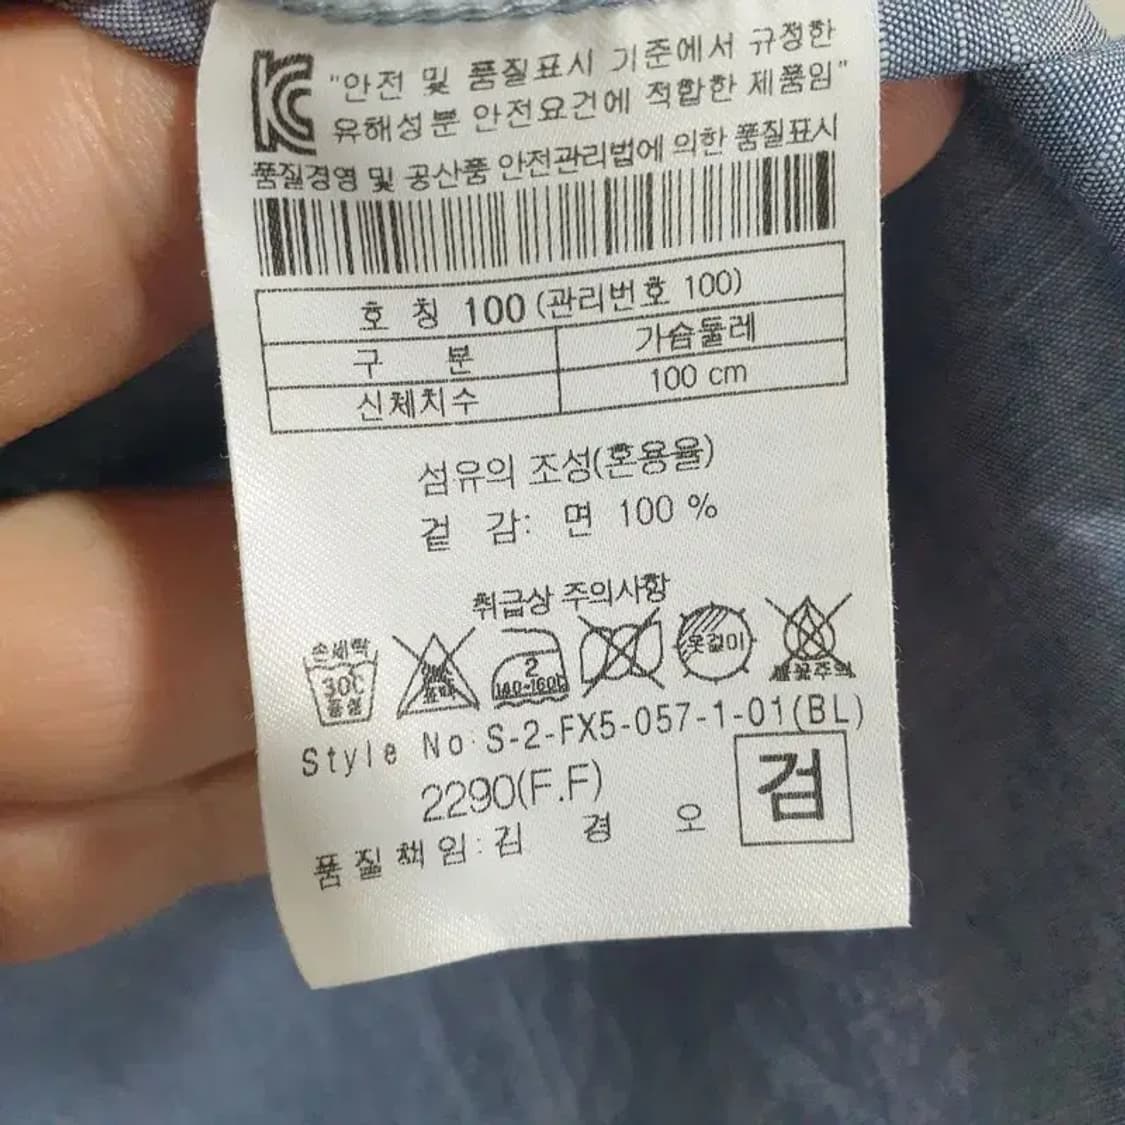 "안전 및 품질표시 기준에서 규정한
유해성분 안전요건에 적합한 제품임"
품질경영 및 공산품 안전관리법에 의한 품질표시
호 칭 100 (관리번호 100)
구 분 가슴둘레
신체치수 100 cm
섬유의 조성(혼용율)
겉 감: 면 100 %
취급상 주의사항
손세탁
30C
중성
2
140~160C
옷걸이
불꽃주의
Style No. S-2-FX5-057-1-01(BL)
2290(F.F)
품질책임: 김 경 오
검